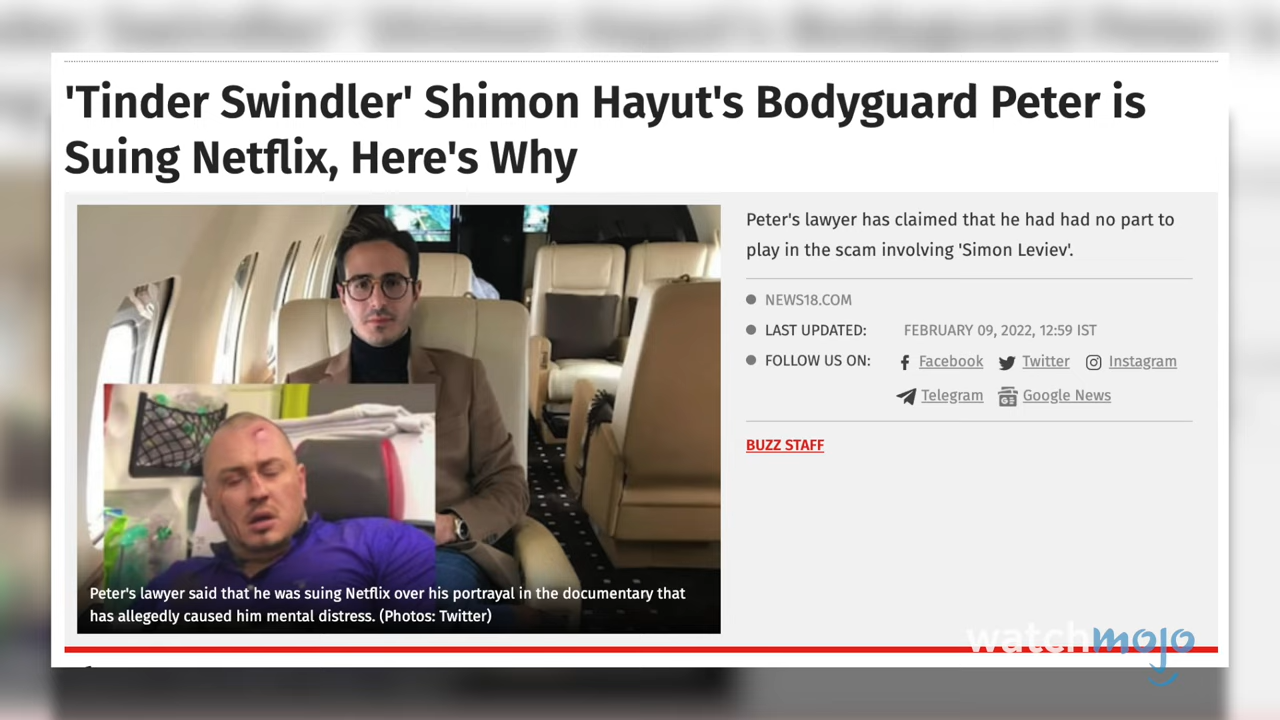 'Tinder Swindler' Shimon Hayut's Bodyguard Peter is
Suing Netflix, Here's Why
Peter's lawyer has claimed that he had had no part to
play in the scam involving 'Simon Leviev'.
NEWS18.COM
LAST UPDATED: FEBRUARY 09, 2022, 12:59 IST
FOLLOW US ON: Facebook Twitter Instagram
Telegram Google News
BUZZ STAFF
Peter's lawyer said that he was suing Netflix over his portrayal in the documentary that
has allegedly caused him mental distress. (Photos: Twitter)
watchmojo